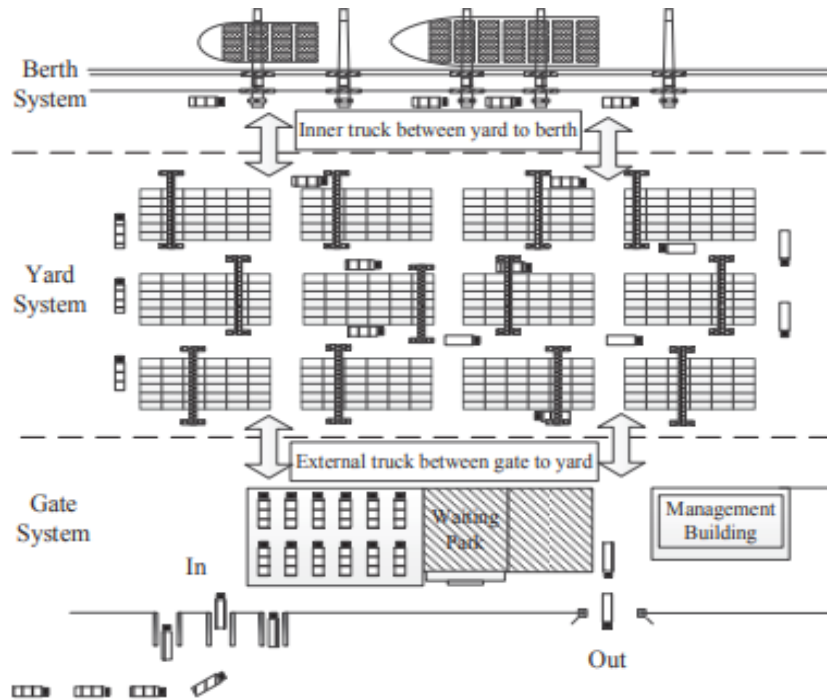 Berth
System
Inner truck between yard to berth
Yard
System
External truck between gate to yard
Gate
System
Waiting
Park
Management
Building
In
Out